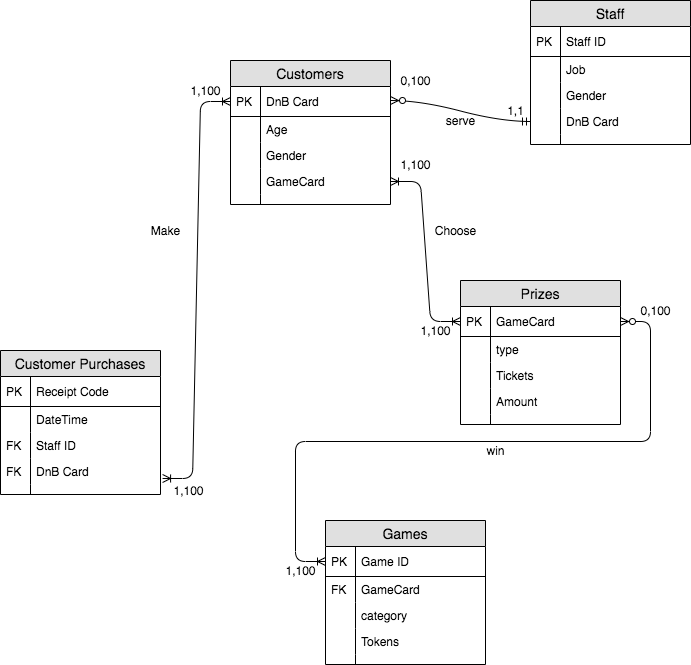 Staff
PK Staff ID
Job
Gender
DnB Card
Customers
PK DnB Card
Age
Gender
GameCard
1,100
0,100
serve
1,1
1,100
Make
Choose
Prizes
PK GameCard
type
Tickets
Amount
1,100
0,100
Customer Purchases
PK Receipt Code
DateTime
FK Staff ID
FK DnB Card
1,100
win
Games
PK Game ID
FK GameCard
category
Tokens
1,100